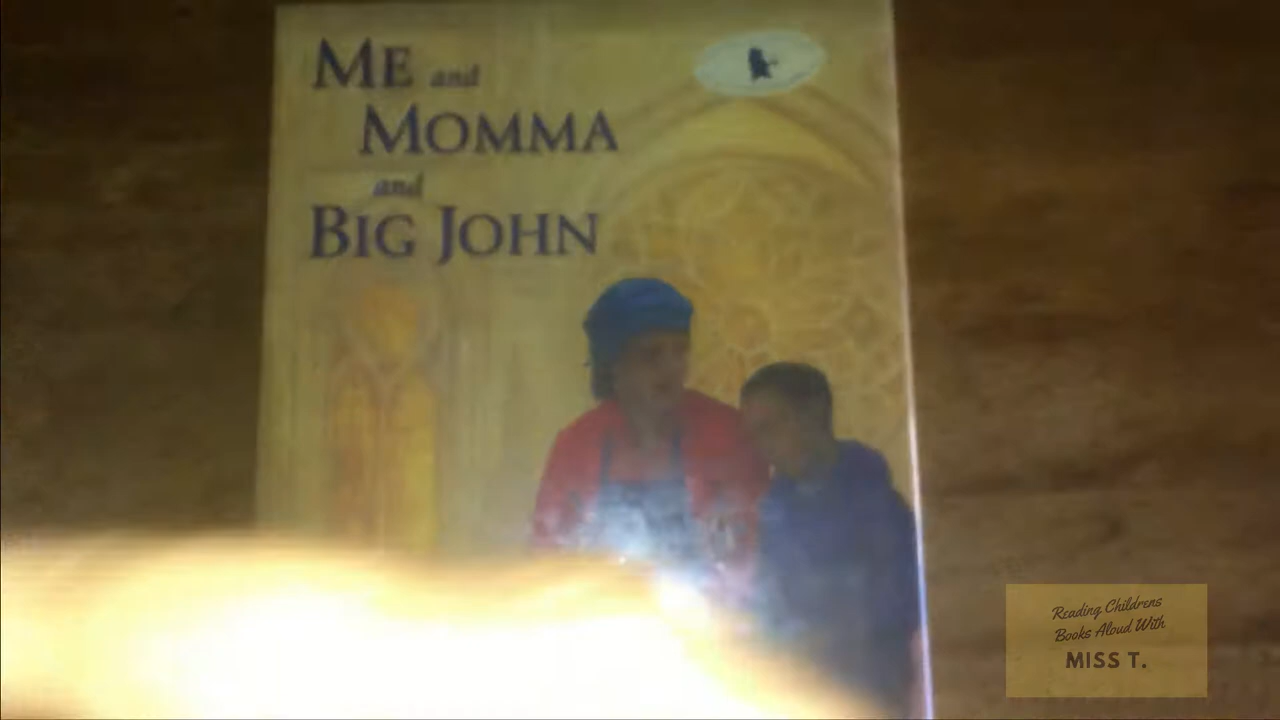 ME and
MOMMA
and
BIG JOHN
Reading Childrens
Books Aloud With
MISS T.